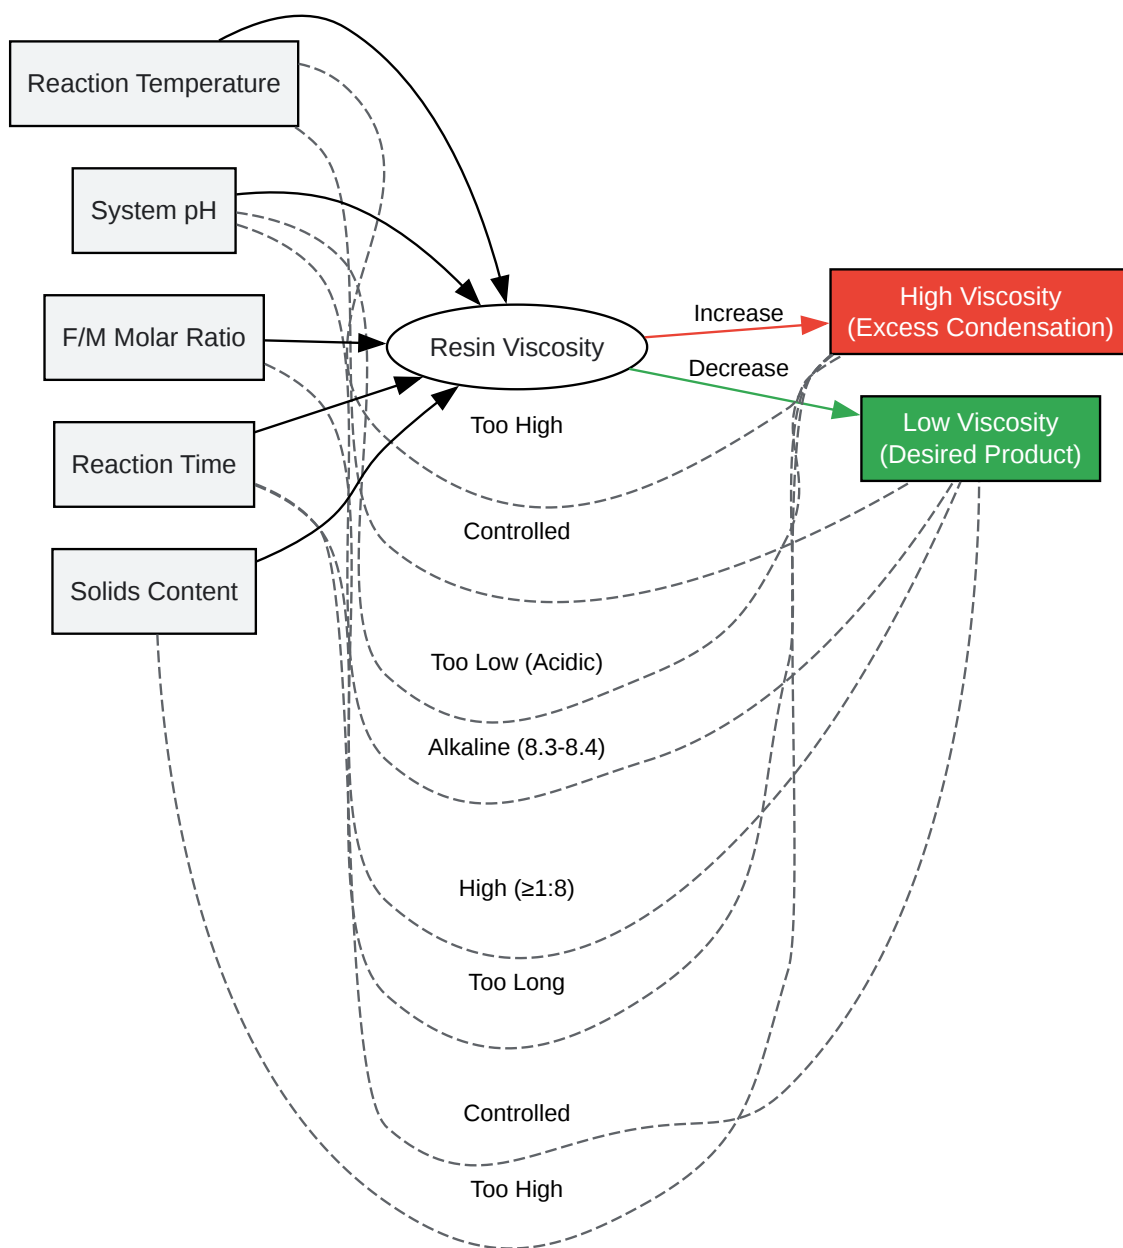 Reaction Temperature
System pH
F/M Molar Ratio
Reaction Time
Solids Content
Resin Viscosity
Increase
Decrease
High Viscosity
(Excess Condensation)
Low Viscosity
(Desired Product)
Too High
Controlled
Too Low (Acidic)
Alkaline (8.3-8.4)
High (≥1:8)
Too Long
Controlled
Too High